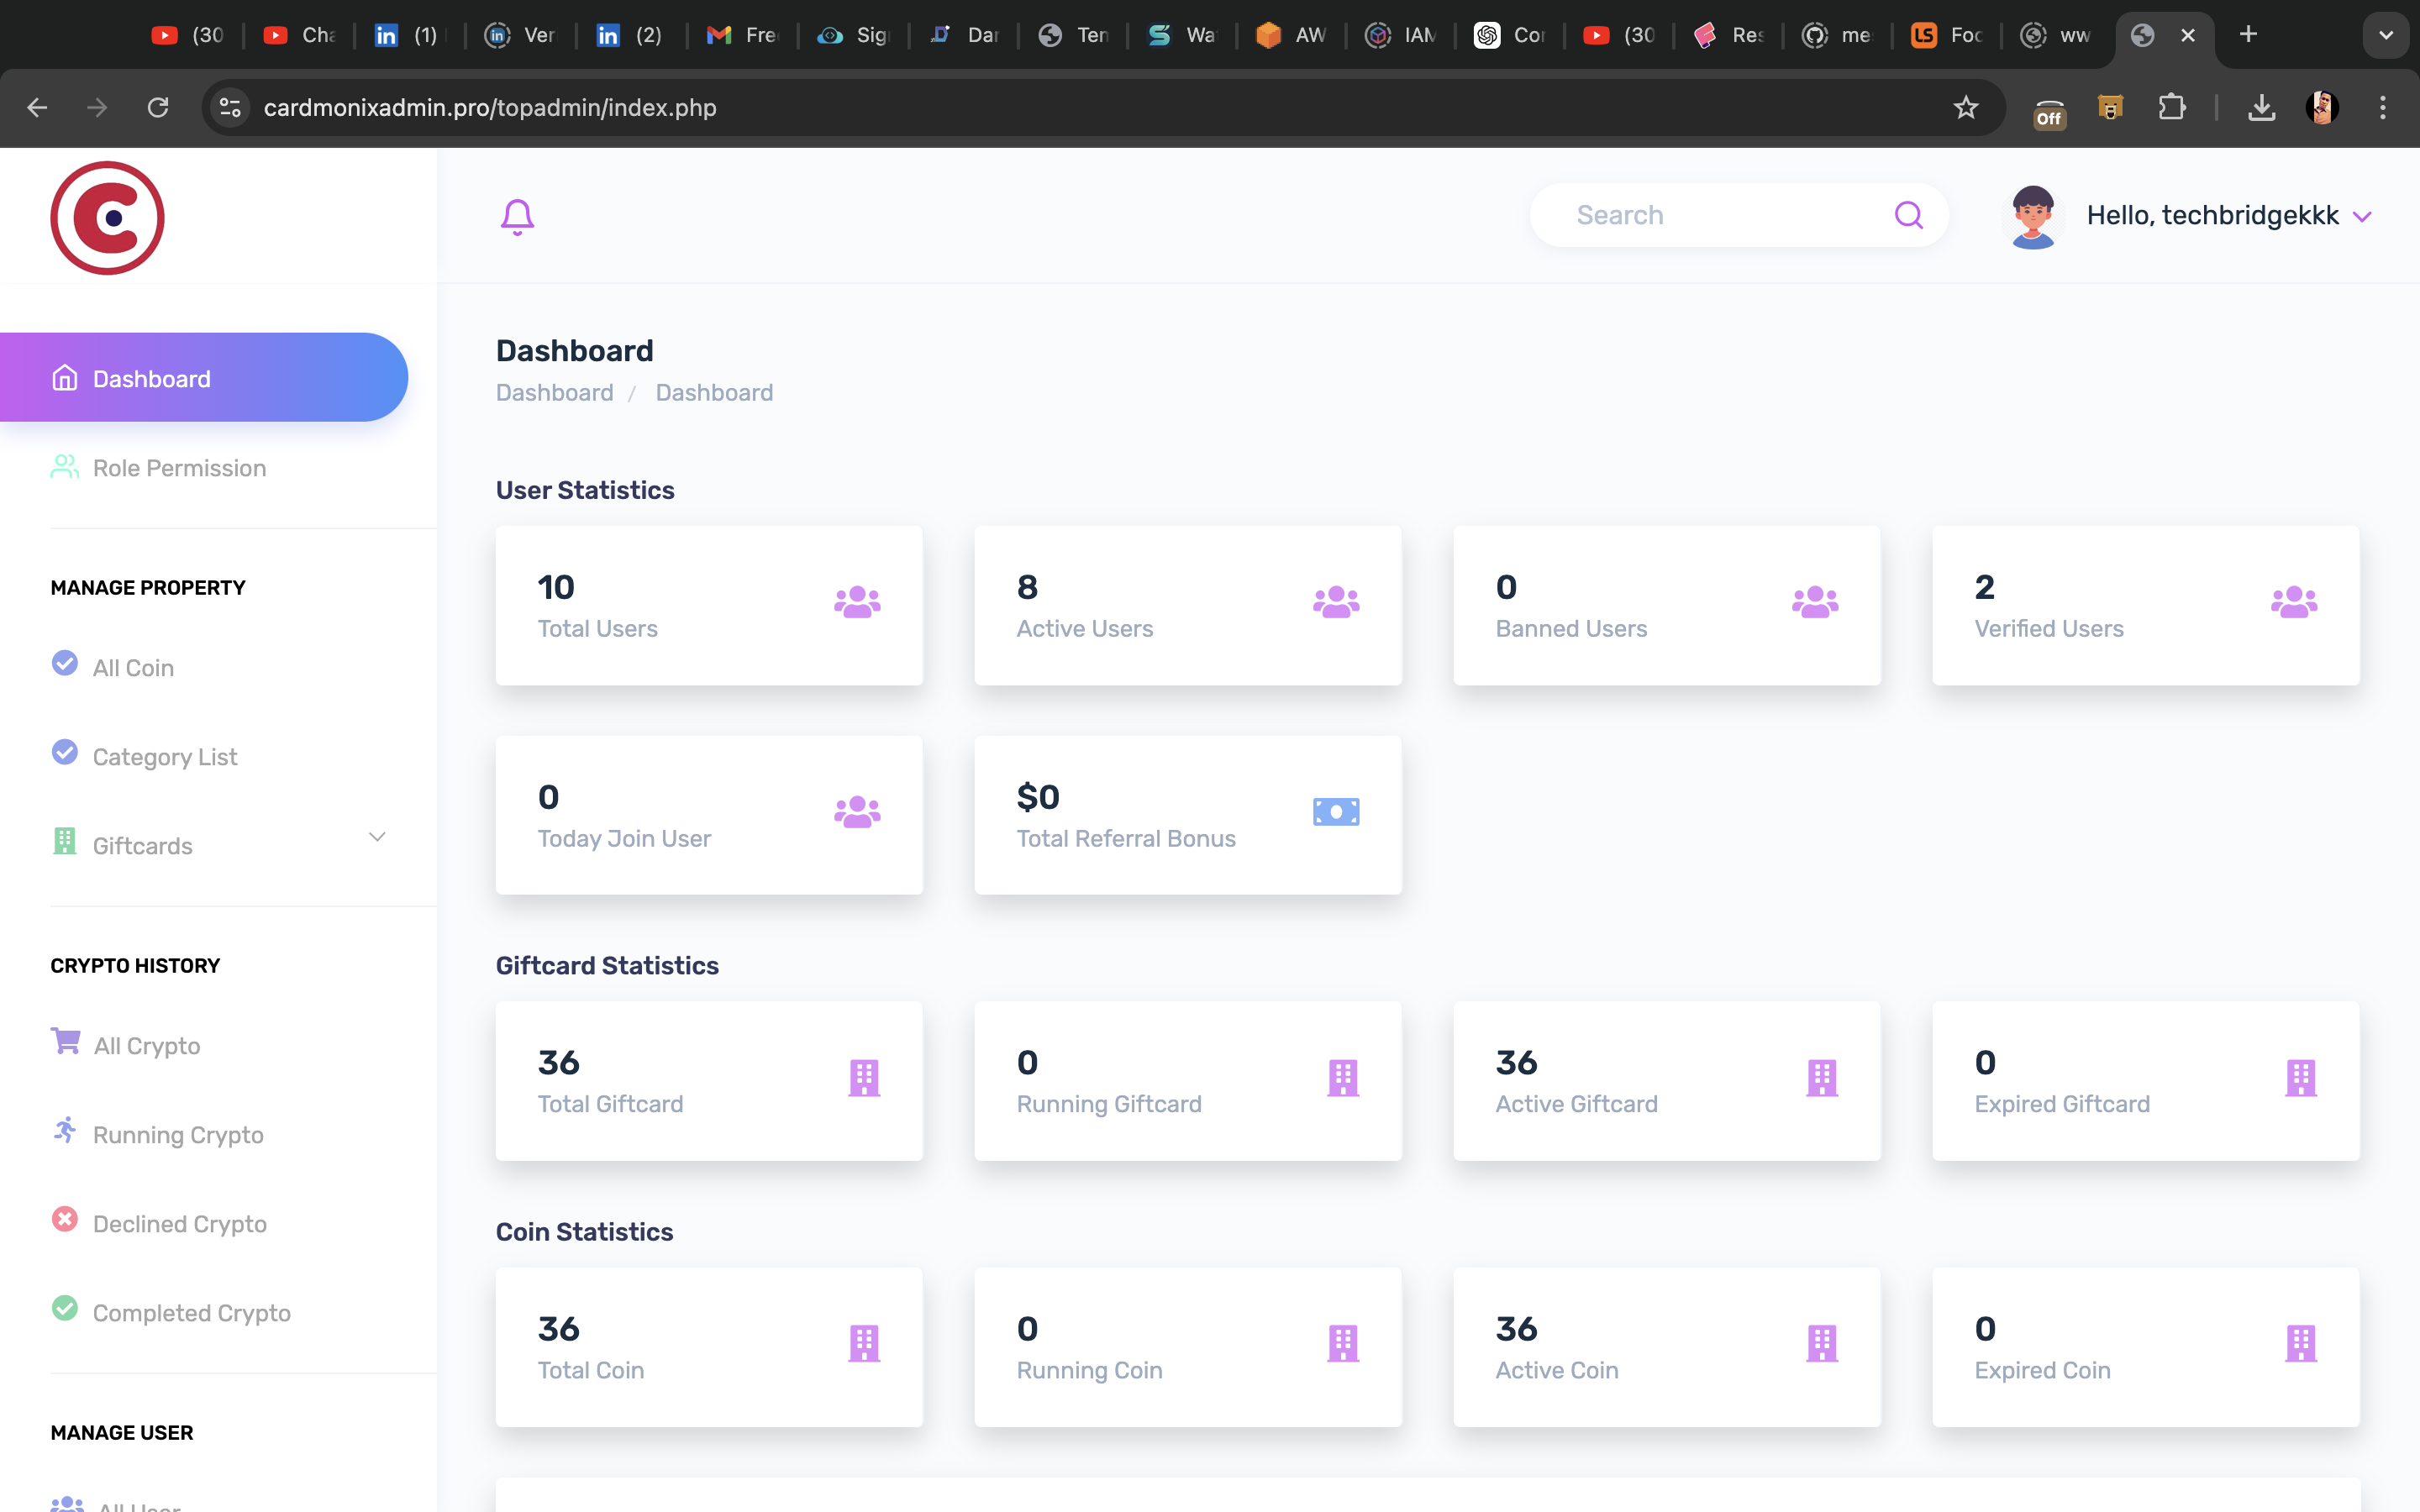 (30
Cha
(1)
Ver
(2)
Free
Sig
Dar
Ten
Wa
AW
IAM
Cor
(30
Res
me
Foc
ww
cardmonixadmin.pro/topadmin/index.php
Off
Search
Hello, techbridgekkk
Dashboard
Role Permission
MANAGE PROPERTY
All Coin
Category List
Giftcards
CRYPTO HISTORY
All Crypto
Running Crypto
Declined Crypto
Completed Crypto
MANAGE USER
All User
Dashboard
Dashboard / Dashboard
User Statistics
10
Total Users
8
Active Users
0
Banned Users
2
Verified Users
0
Today Join User
$0
Total Referral Bonus
Giftcard Statistics
36
Total Giftcard
0
Running Giftcard
36
Active Giftcard
0
Expired Giftcard
Coin Statistics
36
Total Coin
0
Running Coin
36
Active Coin
0
Expired Coin